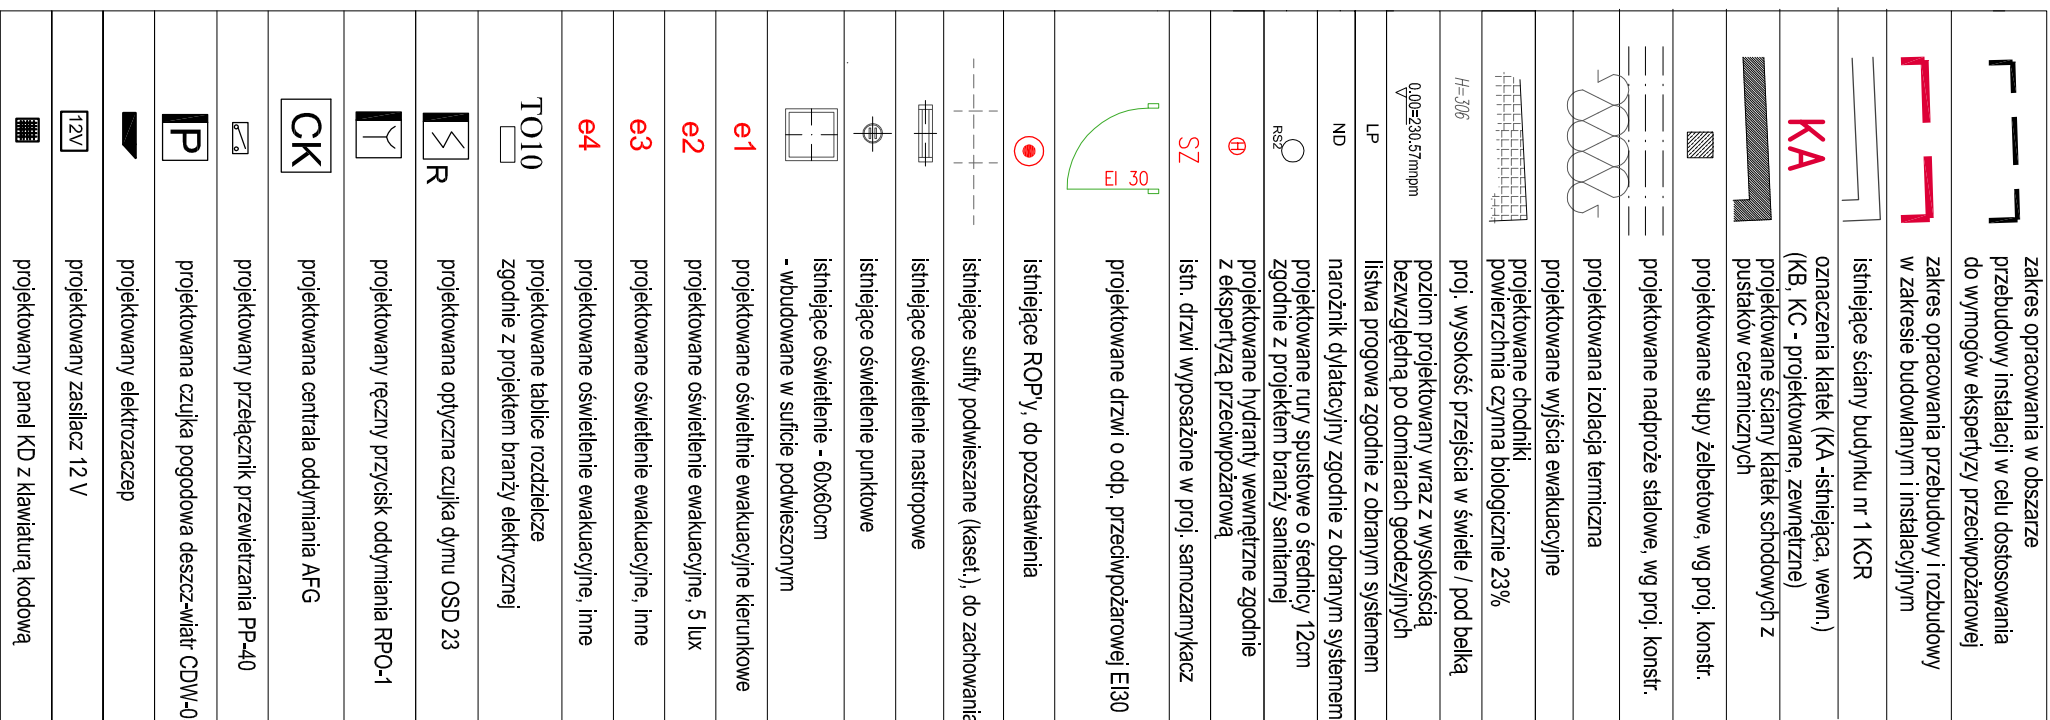 zakres opracowania w obszarze
przebudowy instalacji w celu dostosowania
do wymogów ekspertyzy przeciwpożarowej
zakres opracowania przebudowy i rozbudowy
w zakresie budowlanym i instalacyjnym
istniejące ściany budynku nr 1 KCR
KA
oznaczenia klatek (KA -istniejąca, wewn.)
(KB, KC - projektowane, zewnętrzne)
projektowane ściany klatek schodowych z
pustaków ceramicznych
projektowane słupy żelbetowe, wg proj. konstr.
projektowane nadproże stalowe, wg proj. konstr.
projektowana izolacja termiczna
projektowane wyjścia ewakuacyjne
projektowane chodniki
powierzchnia czynna biologicznie 23%
H=306
proj. wysokość przejścia w świetle / pod belką
0.00=230.57mnpm
poziom projektowany wraz z wysokością
bezwzględną po domiarach geodezyjnych
LP
listwa progowa zgodnie z obranym systemem
ND
narożnik dylatacyjny zgodnie z obranym systemem
RS2
projektowane rury spustowe o średnicy 12cm
zgodnie z projektem branży sanitarnej
H
projektowane hydranty wewnętrzne zgodnie
z ekspertyzą przeciwpożarową
SZ
istn. drzwi wyposażone w proj. samozamykacz
EI 30
projektowane drzwi o odp. przeciwpożarowej EI30
istniejące ROP'y, do pozostawienia
istniejące sufity podwieszane (kaset.), do zachowania
istniejące oświetlenie nastropowe
istniejące oświetlenie punktowe
istniejące oświetlenie - 60x60cm
- wbudowane w suficie podwieszonym
e1
projektowane oświeltnie ewakuacyjne kierunkowe
e2
projektowane oświetlenie ewakuacyjne, 5 lux
e3
projektowane oświetlenie ewakuacyjne, inne
e4
projektowane oświetlenie ewakuacyjne, inne
TO10
projektowane tablice rozdzielcze
zgodnie z projektem branży elektrycznej
R
projektowana optyczna czujka dymu OSD 23
Y
projektowany ręczny przycisk oddymiania RPO-1
CK
projektowana centrala oddymiania AFG
projektowany przełącznik przewietrzania PP-40
P
projektowana czujka pogodowa deszcz-wiatr CDW-0
projektowany elektrozaczep
12V
projektowany zasilacz 12 V
projektowany panel KD z klawiaturą kodową